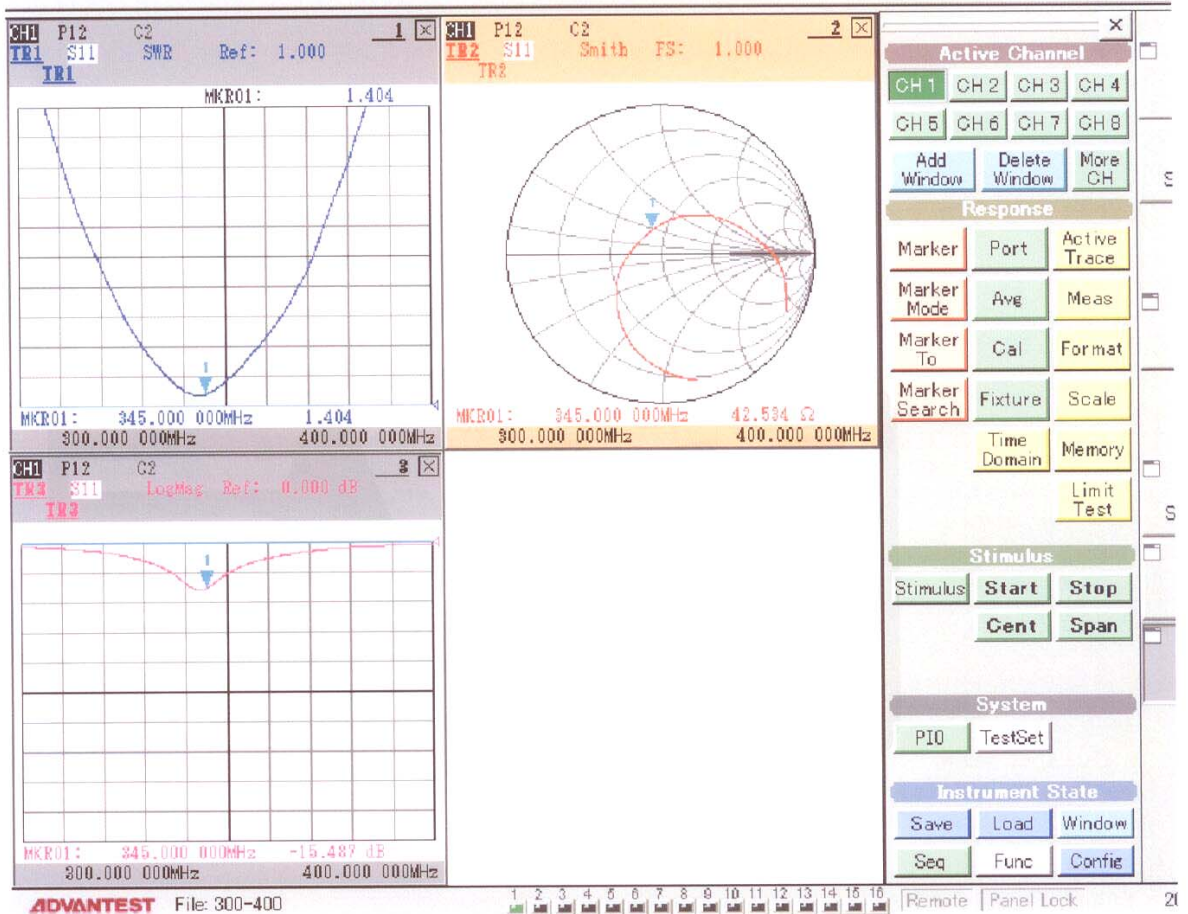 CH1 P12 C2 1
TR1 S11 SWR Ref: 1.000
TR1
MKR01: 1.404
MKR01: 345.000 000MHz 1.404
300.000 000MHz 400.000 000MHz
CH1 P12 C2 2
TR2 S11 Smith FS: 1.000
TR2
1
MKR01: 345.000 000MHz 42.534 Ω
300.000 000MHz 400.000 000MHz
CH1 P12 C2 3
TR3 S11 LogMag Ref: 0.000 dB
TR3
1
MKR01: 345.000 000MHz -15.487 dB
300.000 000MHz 400.000 000MHz
Active Channel
CH 1 CH 2 CH 3 CH 4
CH 5 CH 6 CH 7 CH 8
Add Window Delete Window More CH
Response
Marker Port Active Trace
Marker Mode Avg Meas
Marker To Cal Format
Marker Search Fixture Scale
Time Domain Memory
Limit Test
Stimulus
Stimulus Start Stop
Cent Span
System
PIO TestSet
Instrument State
Save Load Window
Seq Func Config
ADVANTEST File: 300-400
1 2 3 4 5 6 7 8 9 10 11 12 13 14 15 16
Remote Panel Lock